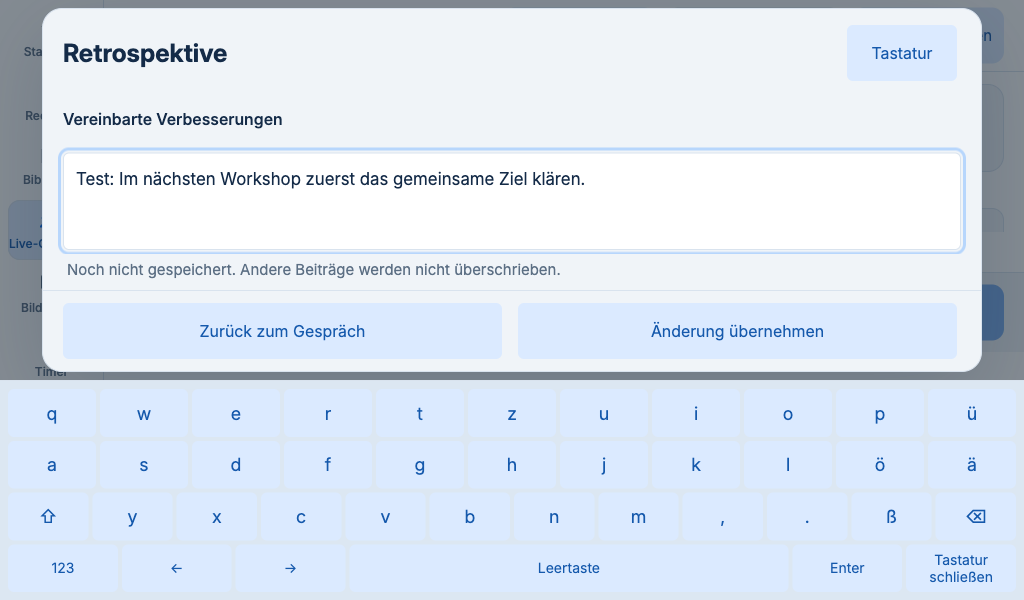 Retrospektive
Tastatur
Vereinbarte Verbesserungen
Test: Im nächsten Workshop zuerst das gemeinsame Ziel klären.
Noch nicht gespeichert. Andere Beiträge werden nicht überschrieben.
Zurück zum Gespräch
Änderung übernehmen
Timer
q w e r t z u i o p ü
a s d f g h j k l ö ä
y x c v b n m , . ß
123 ← → Leertaste Enter Tastatur
schließen